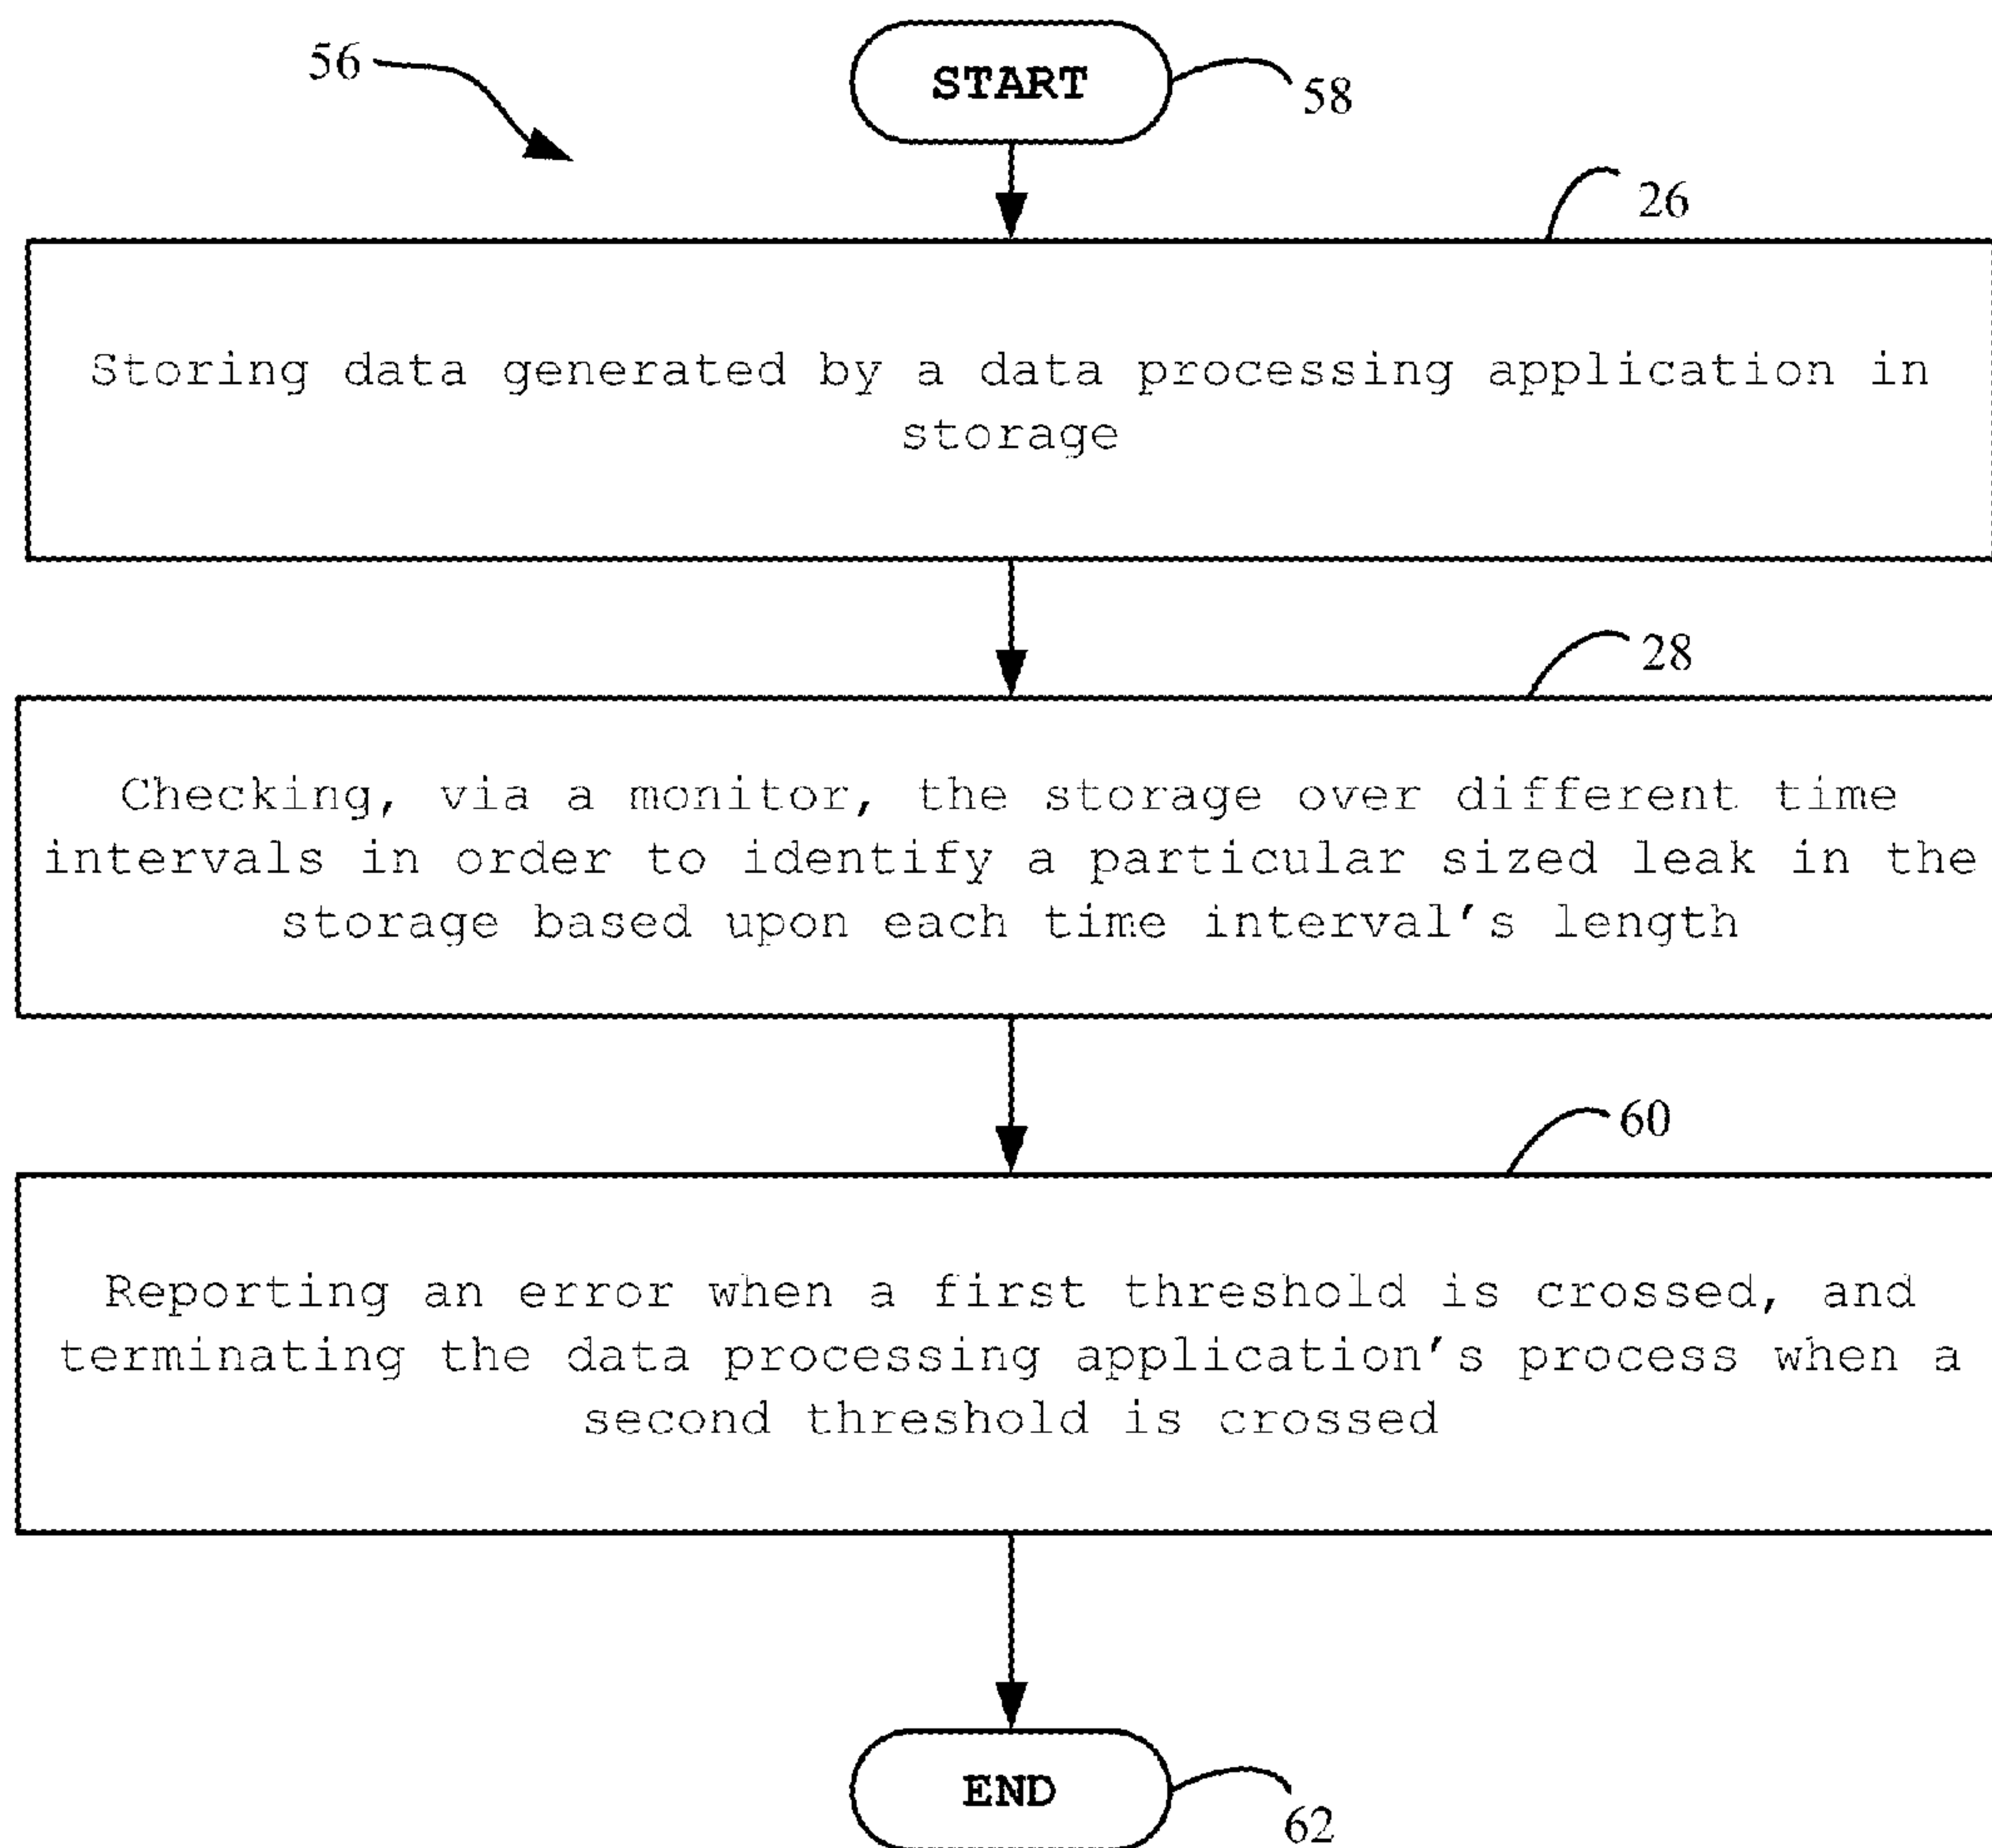 56
START
58
26
Storing data generated by a data processing application in
storage
28
Checking, via a monitor, the storage over different time
intervals in order to identify a particular sized leak in the
storage based upon each time interval's length
60
Reporting an error when a first threshold is crossed, and
terminating the data processing application's process when a
second threshold is crossed
END
62